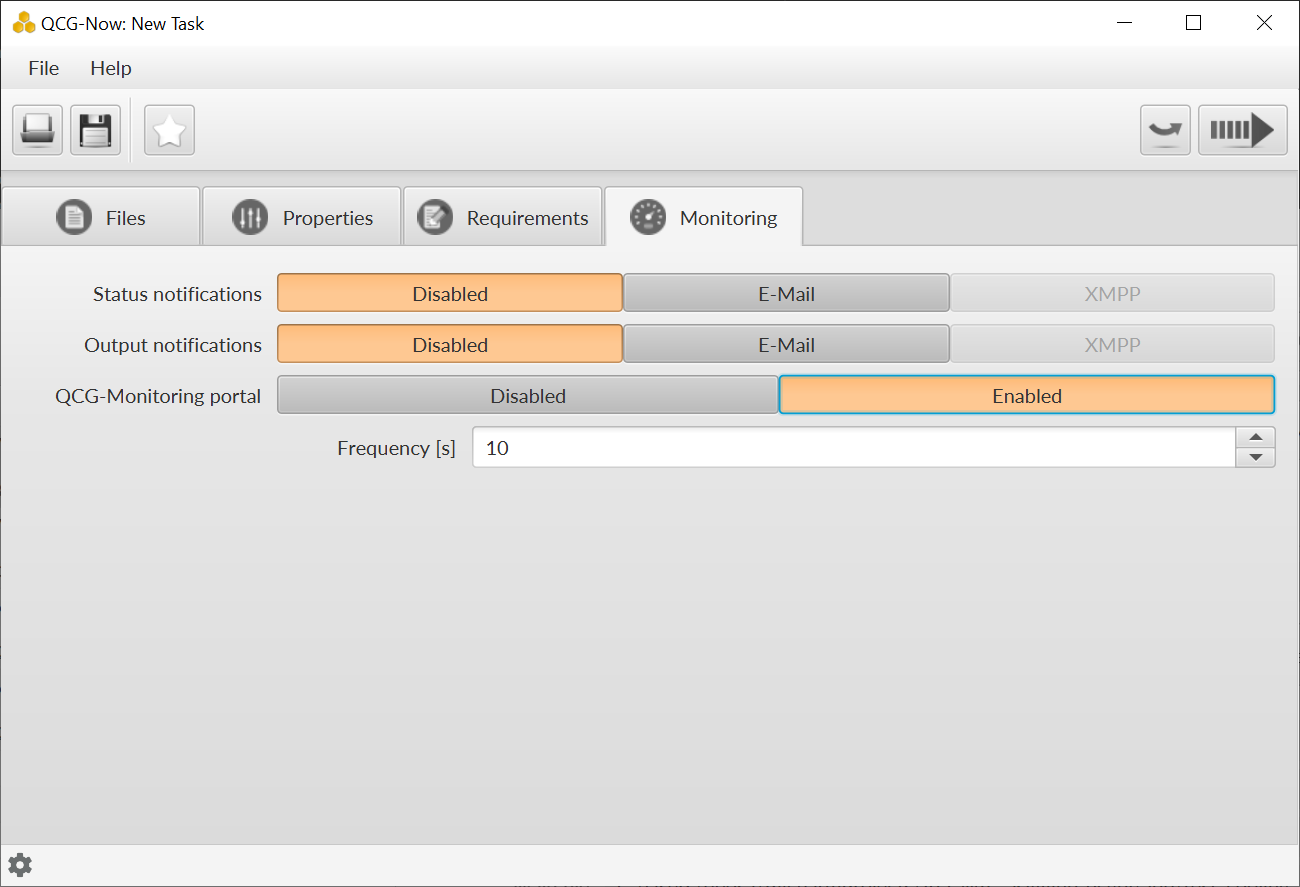 QCG-Now: New Task
File Help
Files Properties Requirements Monitoring
Status notifications Disabled E-Mail XMPP
Output notifications Disabled E-Mail XMPP
QCG-Monitoring portal Disabled Enabled
Frequency [s] 10